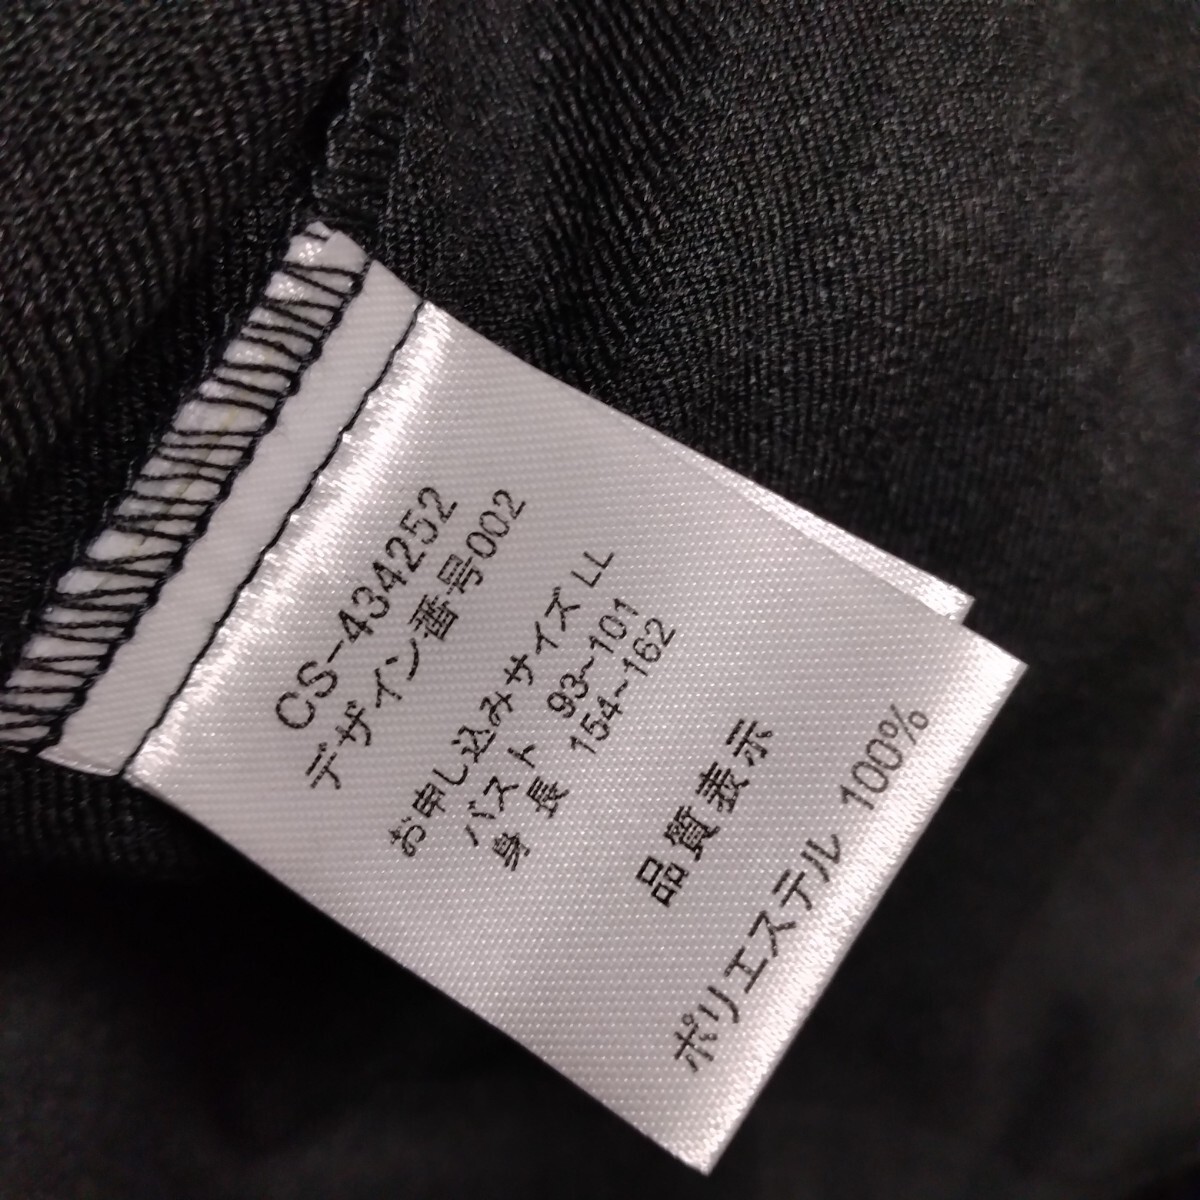 CS-434252
デザイン番号002
お申し込みサイズ LL
バスト 93~101
身 長 154~162
品質表示
ポリエステル 100%